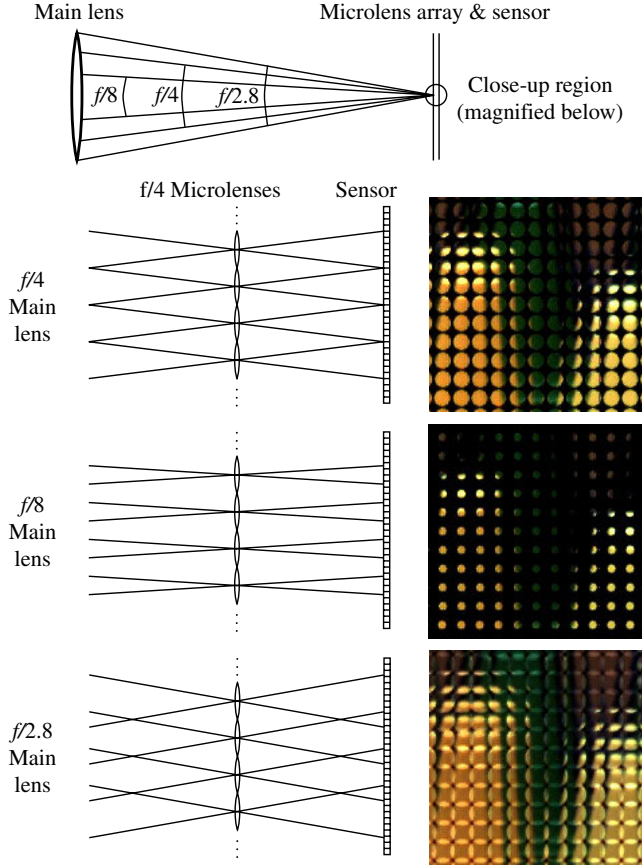 Main lens
Microlens array & sensor
f/8
f/4
f/2.8
Close-up region
(magnified below)
f/4 Microlenses
Sensor
f/4
Main
lens
f/8
Main
lens
f/2.8
Main
lens